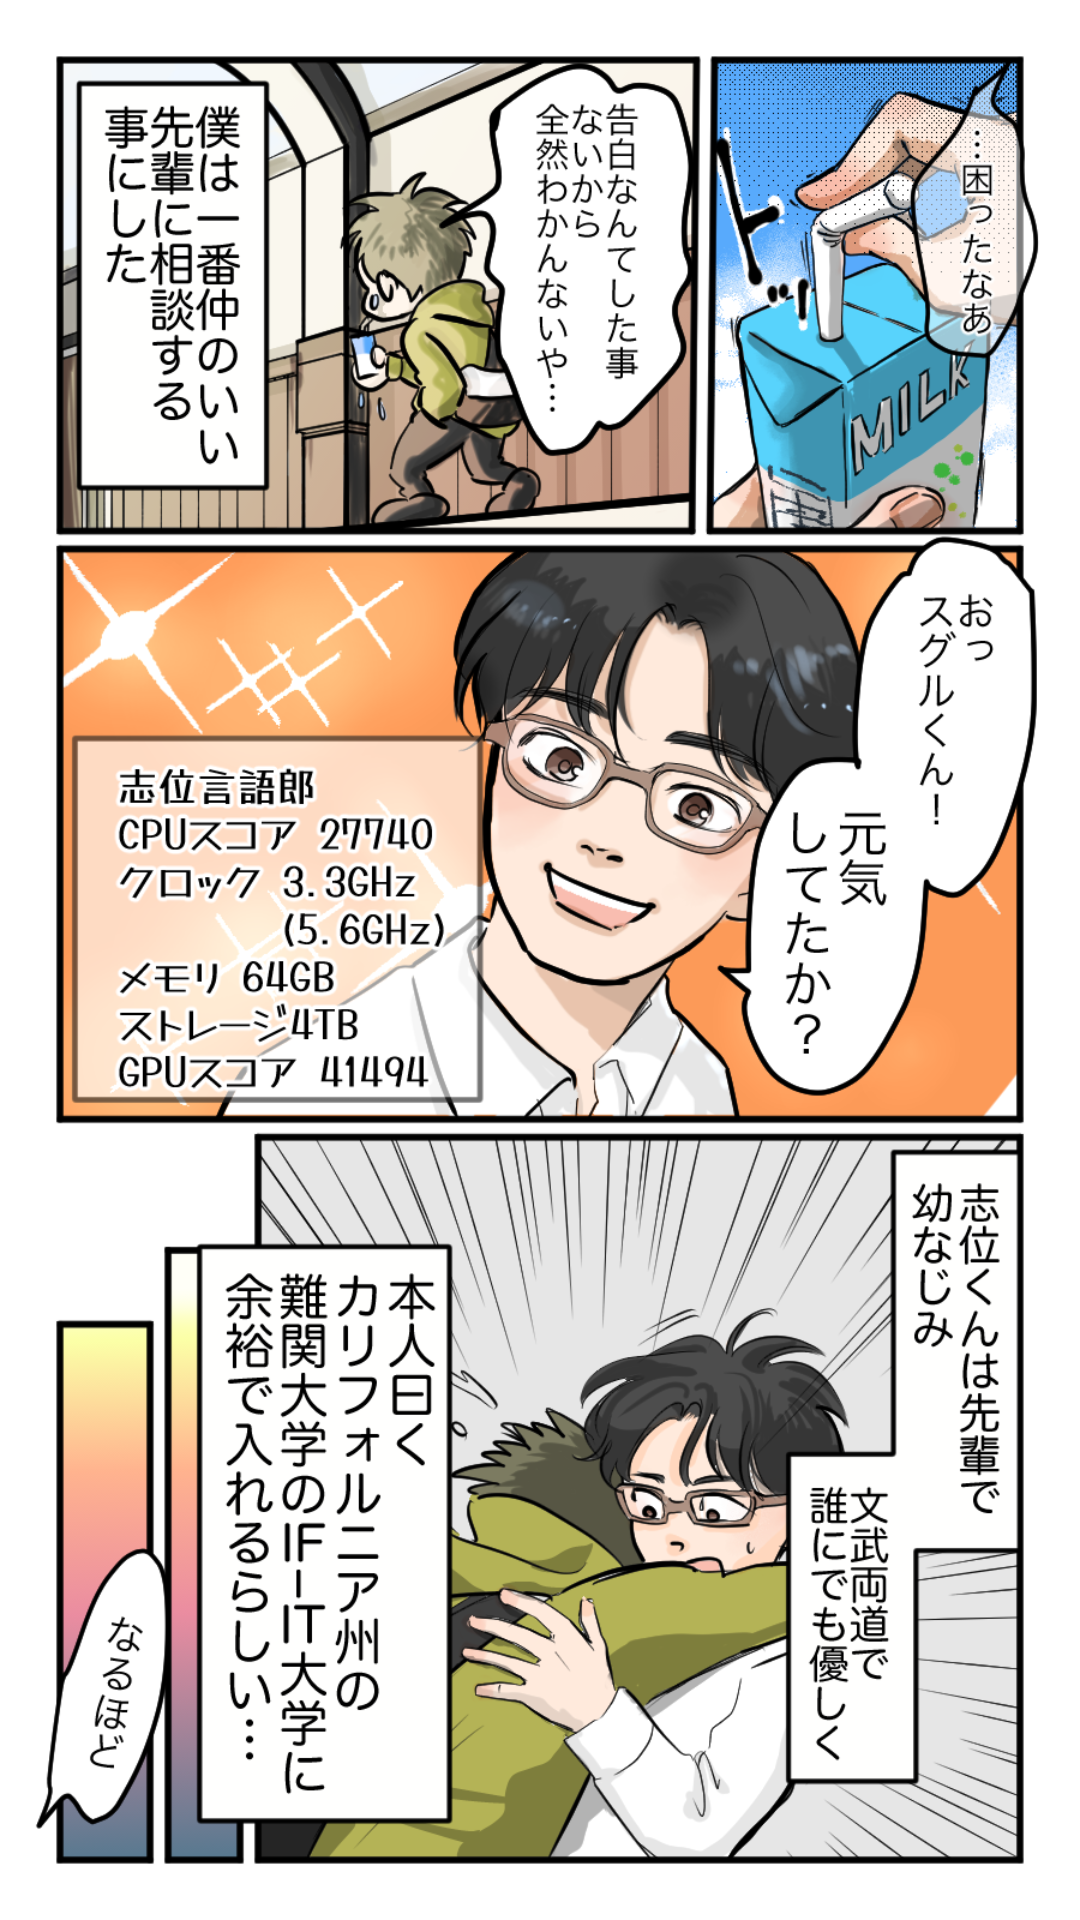 …困ったなあ
トドッ
MILK
告白なんてした事
ないから
全然わかんないや…
僕は一番仲のいい
先輩に相談する
事にした
おっ
スグルくん！
元気
してたか？
志位言語郎
CPUスコア 27740
クロック 3.3GHz
(5.6GHz)
メモリ 64GB
ストレージ4TB
GPUスコア 41494
志位くんは先輩で
幼なじみ
文武両道で
誰にでも優しく
本人曰く
カリフォルニア州の
難関大学のIF-IT大学に
余裕で入れるらしい…
なるほど